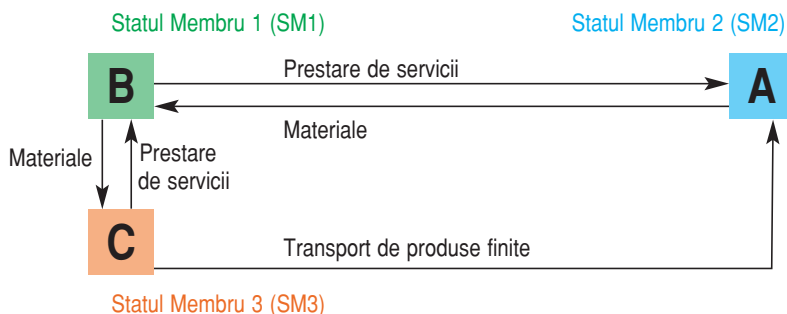 Statul Membru 1 (SM1)
Statul Membru 2 (SM2)
B
Prestare de servicii
A
Materiale
Materiale
Prestare
de servicii
C
Transport de produse finite
Statul Membru 3 (SM3)